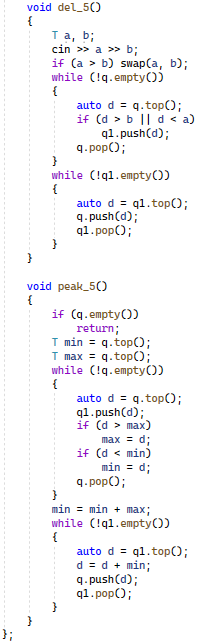 void del_5()
{
T a, b;
cin >> a >> b;
if (a > b) swap(a, b);
while (!q.empty())
{
auto d = q.top();
if (d > b || d < a)
q1.push(d);
q.pop();
}
while (!q1.empty())
{
auto d = q1.top();
q.push(d);
q1.pop();
}
}
void peak_5()
{
if (q.empty())
return;
T min = q.top();
T max = q.top();
while (!q.empty())
{
auto d = q.top();
q1.push(d);
if (d > max)
max = d;
if (d < min)
min = d;
q.pop();
}
min = min + max;
while (!q1.empty())
{
auto d = q1.top();
d = d + min;
q.push(d);
q1.pop();
}
}
};